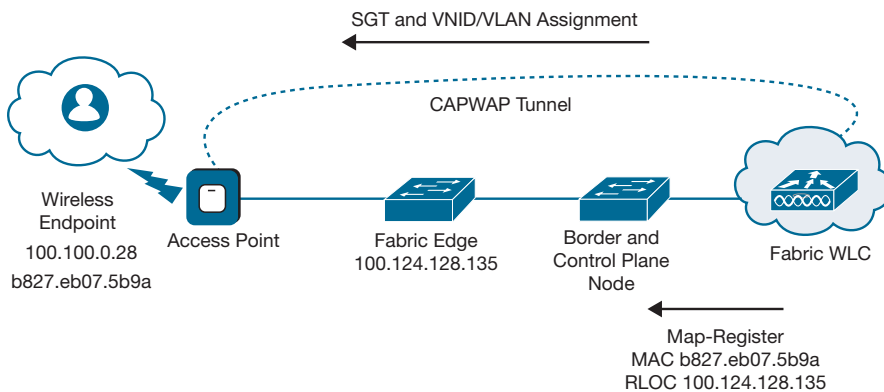 SGT and VNID/VLAN Assignment
CAPWAP Tunnel
Wireless
Endpoint
100.100.0.28
b827.eb07.5b9a
Access Point
Fabric Edge
100.124.128.135
Border and
Control Plane
Node
Fabric WLC
Map-Register
MAC b827.eb07.5b9a
RLOC 100.124.128.135